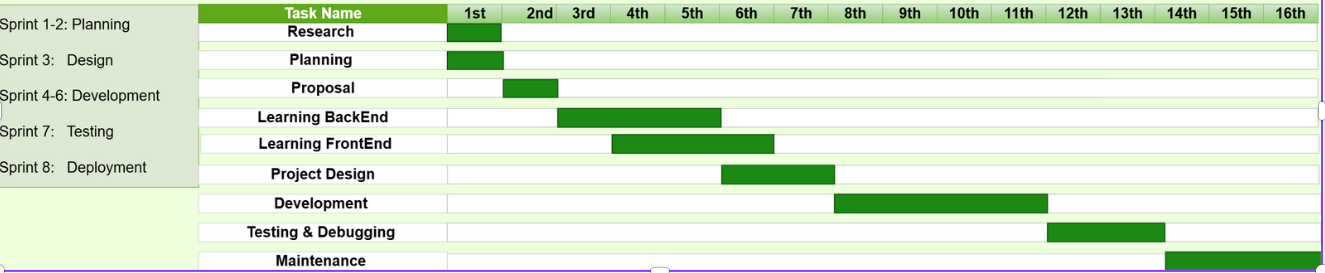 Sprint 1-2: Planning
Sprint 3: Design
Sprint 4-6: Development
Sprint 7: Testing
Sprint 8: Deployment
Task Name 1st 2nd 3rd 4th 5th 6th 7th 8th 9th 10th 11th 12th 13th 14th 15th 16th
Research
Planning
Proposal
Learning BackEnd
Learning FrontEnd
Project Design
Development
Testing & Debugging
Maintenance